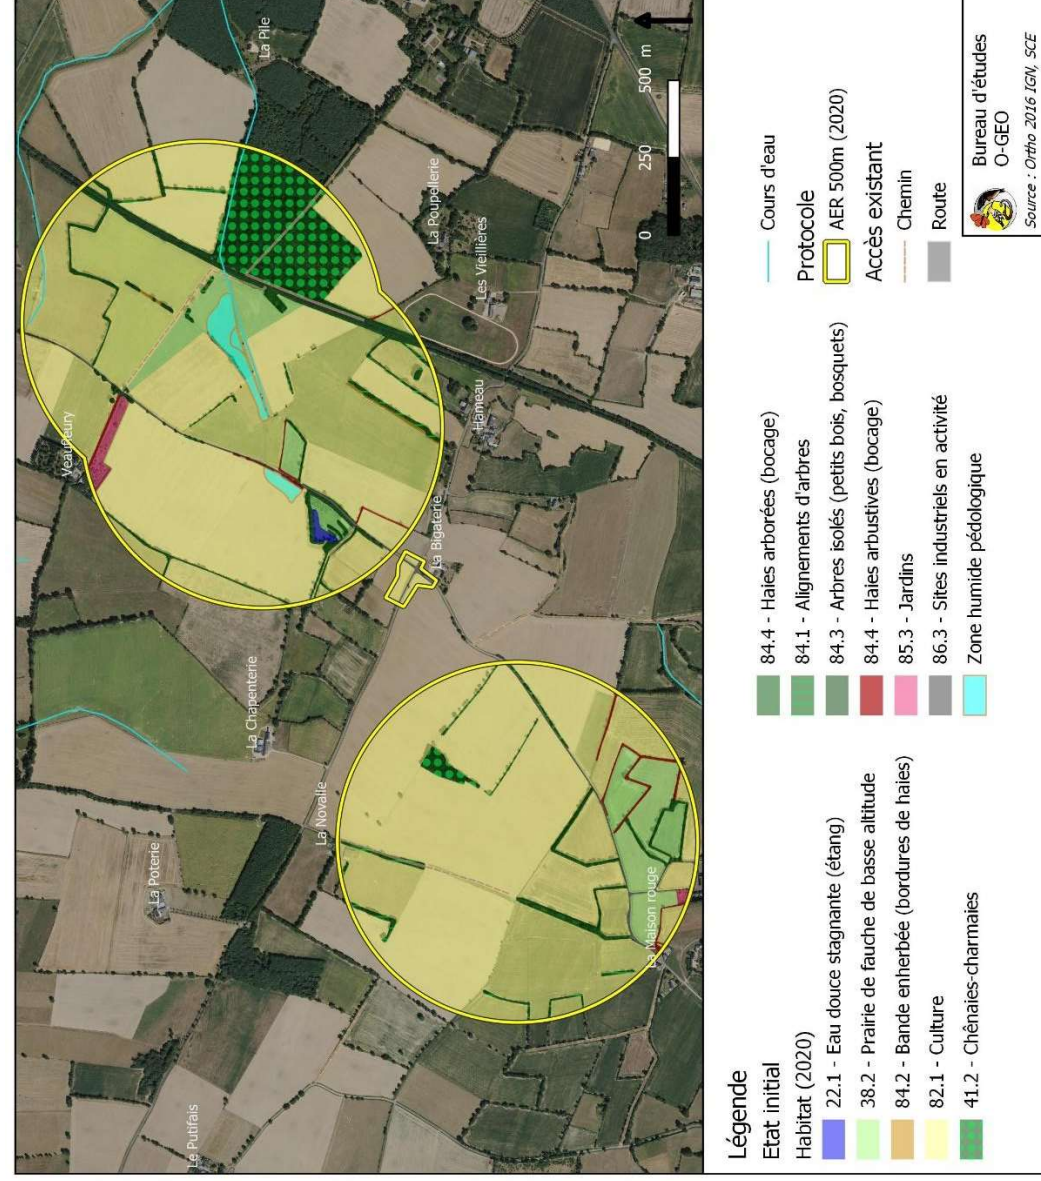 Le Putifais
La Poterie
La Novalle
La Chapenterie
Veaufleury
La Pile
La Maison rouge
La Bigaterie
Hameau
Les Vieillières
La Poupellerie
0 250 500 m
Légende
Etat initial
Habitat (2020)
22.1 - Eau douce stagnante (étang)
38.2 - Prairie de fauche de basse altitude
84.2 - Bande enherbée (bordures de haies)
82.1 - Culture
41.2 - Chênaies-charmaies
84.4 - Haies arborées (bocage)
84.1 - Alignements d'arbres
84.3 - Arbres isolés (petits bois, bosquets)
84.4 - Haies arbustives (bocage)
85.3 - Jardins
86.3 - Sites industriels en activité
Zone humide pédologique
Cours d'eau
Protocole
AER 500m (2020)
Accès existant
Chemin
Route
Bureau d'études
O-GEO
Source : Ortho 2016 IGN, SCE